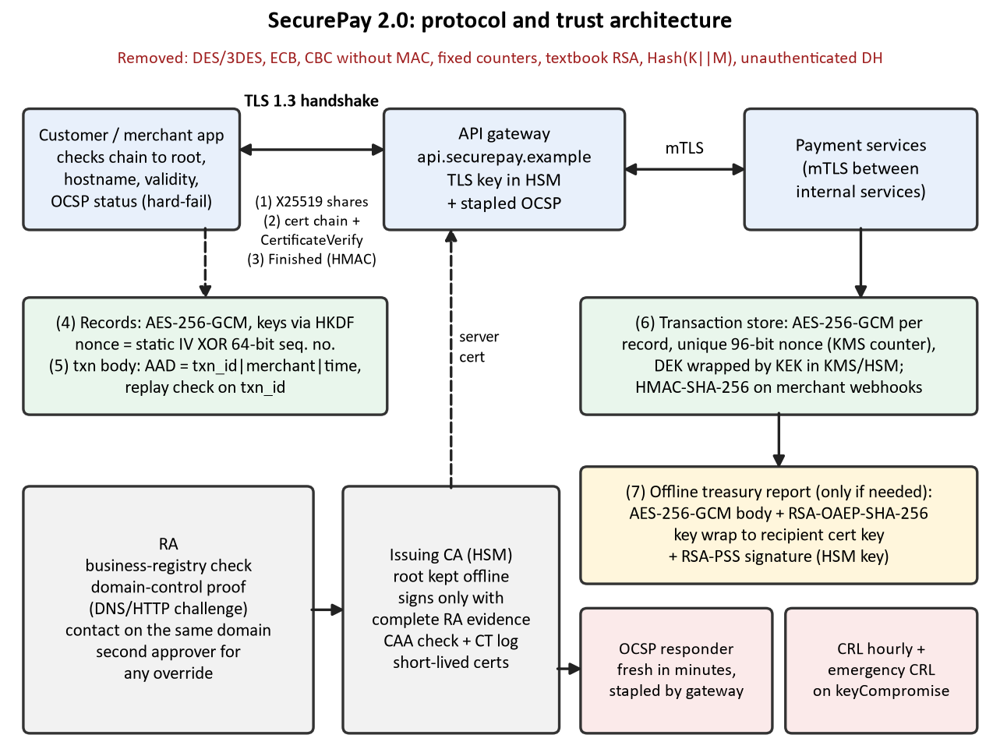 SecurePay 2.0: protocol and trust architecture
Removed: DES/3DES, ECB, CBC without MAC, fixed counters, textbook RSA, Hash(K||M), unauthenticated DH
TLS 1.3 handshake
Customer / merchant app
checks chain to root,
hostname, validity,
OCSP status (hard-fail)
API gateway
api.securepay.example
TLS key in HSM
+ stapled OCSP
mTLS
Payment services
(mTLS between
internal services)
(1) X25519 shares
(2) cert chain +
CertificateVerify
(3) Finished (HMAC)
(4) Records: AES-256-GCM, keys via HKDF
nonce = static IV XOR 64-bit seq. no.
(5) txn body: AAD = txn_id|merchant|time,
replay check on txn_id
server
cert
(6) Transaction store: AES-256-GCM per
record, unique 96-bit nonce (KMS counter),
DEK wrapped by KEK in KMS/HSM;
HMAC-SHA-256 on merchant webhooks
(7) Offline treasury report (only if needed):
AES-256-GCM body + RSA-OAEP-SHA-256
key wrap to recipient cert key
+ RSA-PSS signature (HSM key)
RA
business-registry check
domain-control proof
(DNS/HTTP challenge)
contact on the same domain
second approver for
any override
Issuing CA (HSM)
root kept offline
signs only with
complete RA evidence
CAA check + CT log
short-lived certs
OCSP responder
fresh in minutes,
stapled by gateway
CRL hourly +
emergency CRL
on keyCompromise